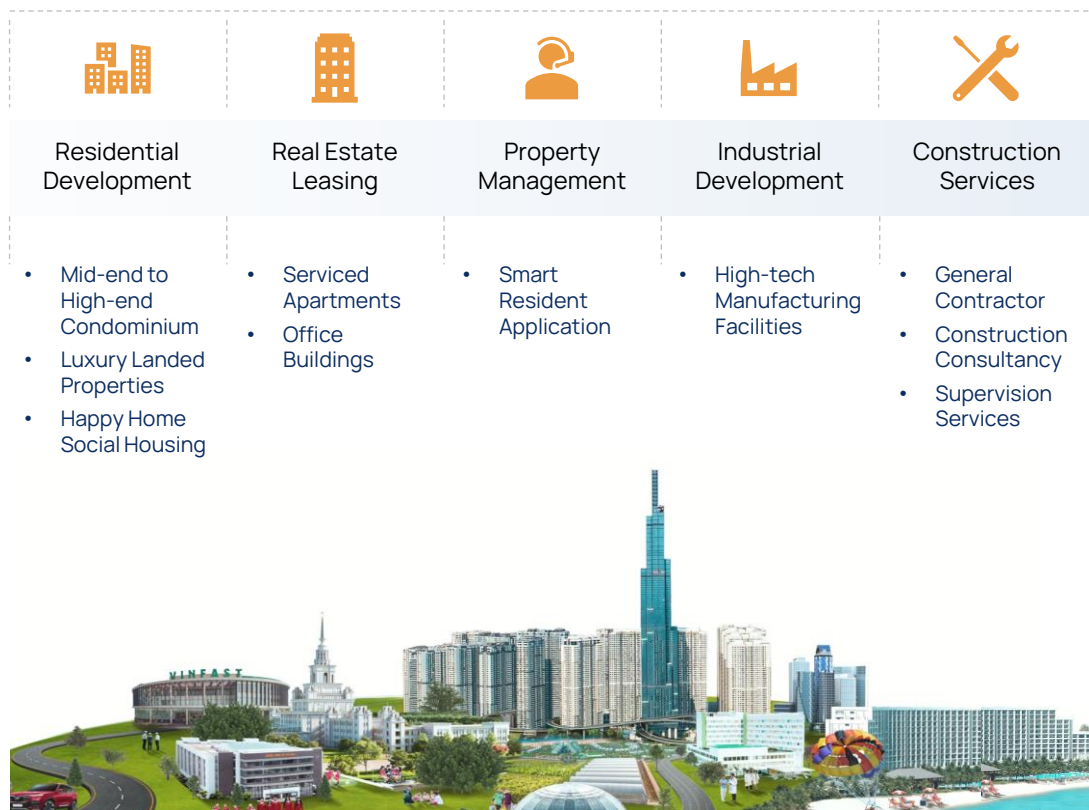 Residential
Development
Real Estate
Leasing
Property
Management
Industrial
Development
Construction
Services
• Mid-end to
High-end
Condominium
• Luxury Landed
Properties
• Happy Home
Social Housing
• Serviced
Apartments
• Office
Buildings
• Smart
Resident
Application
• High-tech
Manufacturing
Facilities
• General
Contractor
• Construction
Consultancy
• Supervision
Services
VINFAST